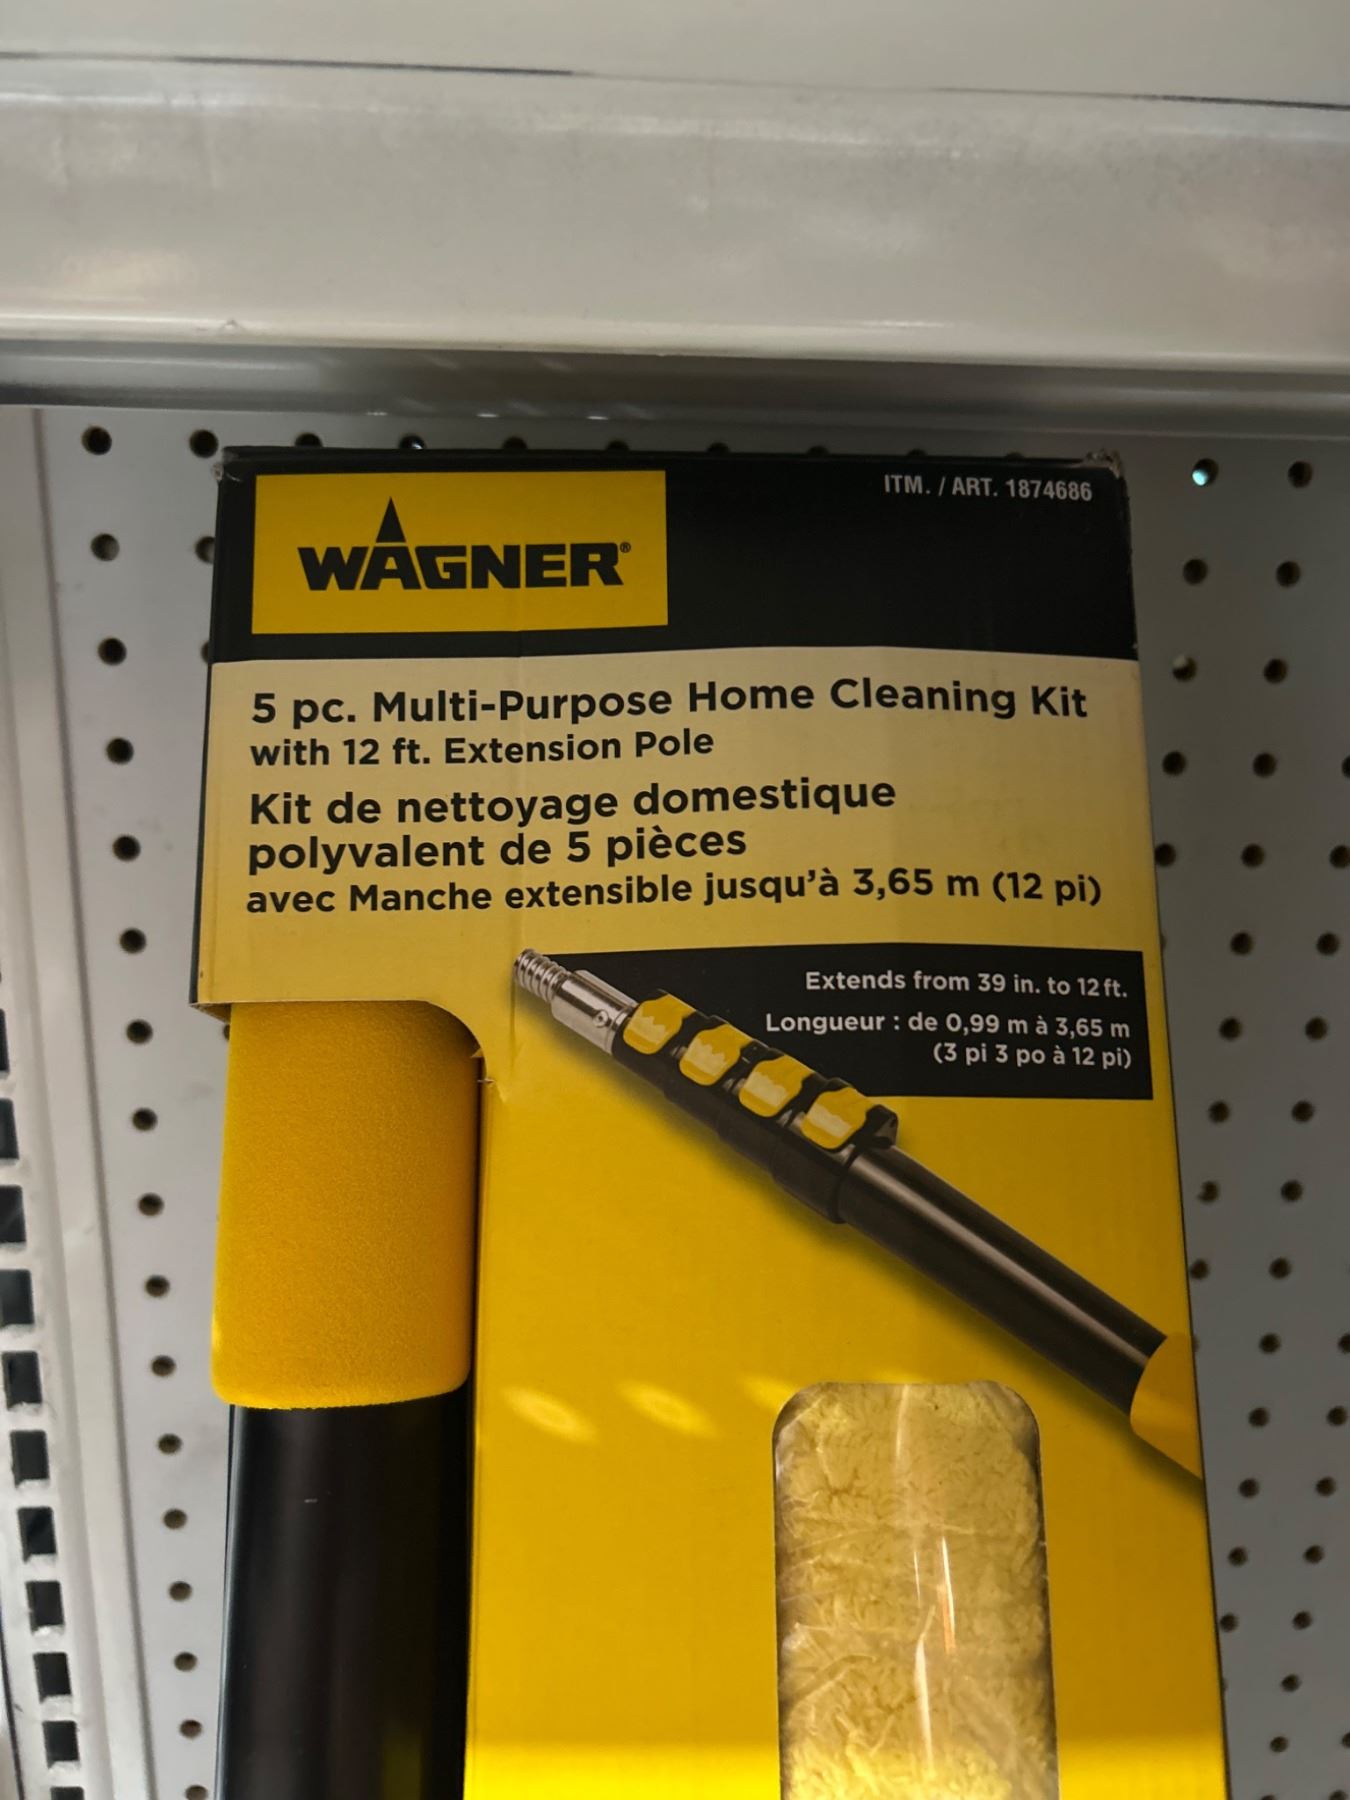 WAGNER®
ITM. / ART. 1874686
5 pc. Multi-Purpose Home Cleaning Kit
with 12 ft. Extension Pole
Kit de nettoyage domestique
polyvalent de 5 pièces
avec Manche extensible jusqu'à 3,65 m (12 pi)
Extends from 39 in. to 12 ft.
Longueur : de 0,99 m à 3,65 m
(3 pi 3 po à 12 pi)